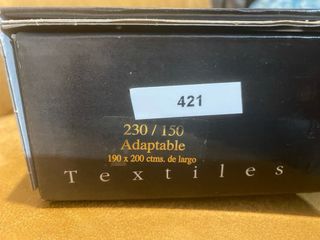 421
230 / 150
Adaptable
190 x 200 ctms. de largo
Textiles